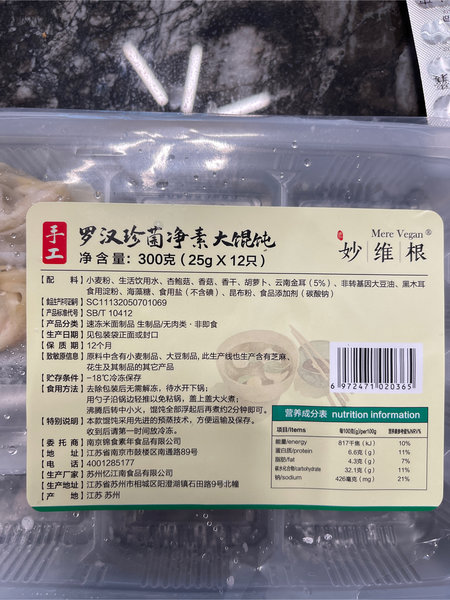 手工
罗汉珍菌净素大馄饨
净含量：300克（25g X 12只）
Mere Vegan®
妙维根
配料：小麦粉、生活饮用水、杏鲍菇、香菇、香干、胡萝卜、云南金耳（5%）、非转基因大豆油、黑木耳
食用淀粉、海藻糖、食用盐（不含碘）、昆布粉、食品添加剂（碳酸钠）
食品生产许可证编号：SC11132050701069
产品标准代号：SB/T 10412
产品分类：速冻米面制品 生制品/无肉类·非即食
生产日期：见包装袋正面或封口
保质期：12个月
致敏原信息：原料中含有小麦制品、大豆制品，此生产线也生产含有芝麻、
花生及其制品的其它产品
贮存条件：-18℃冷冻保存
食用方法：去除包装后无需解冻，待水开下锅；
用勺子沿锅边轻推以免粘锅，盖上盖大火煮；
沸腾后转中小火，馄饨全部浮起后再煮约2分钟即可。
特别说明：本款馄饨采用先进的预蒸技术，方便运输与保存。
收到后请第一时间放冷冻。
委托商：南京锦食素年食品有限公司
地址：江苏省南京市鼓楼区南通路89号
电话：4001285177
生产厂家：苏州亿江南食品有限公司
厂家地址：江苏省苏州市相城区阳澄湖镇石田路9号北幢
产地：江苏 苏州
6 972471 020365
营养成分表 nutrition information
项目/Items 每100克(g)/per100g 营养素参考值%/NRV%
能量/energy 817千焦（kJ） 10%
蛋白质/protein 6.6克（g） 11%
脂肪/fat 4.3克（g） 7%
碳水化合物/carbohydrate 32.1克（g） 11%
钠/sodium 426毫克（mg） 21%